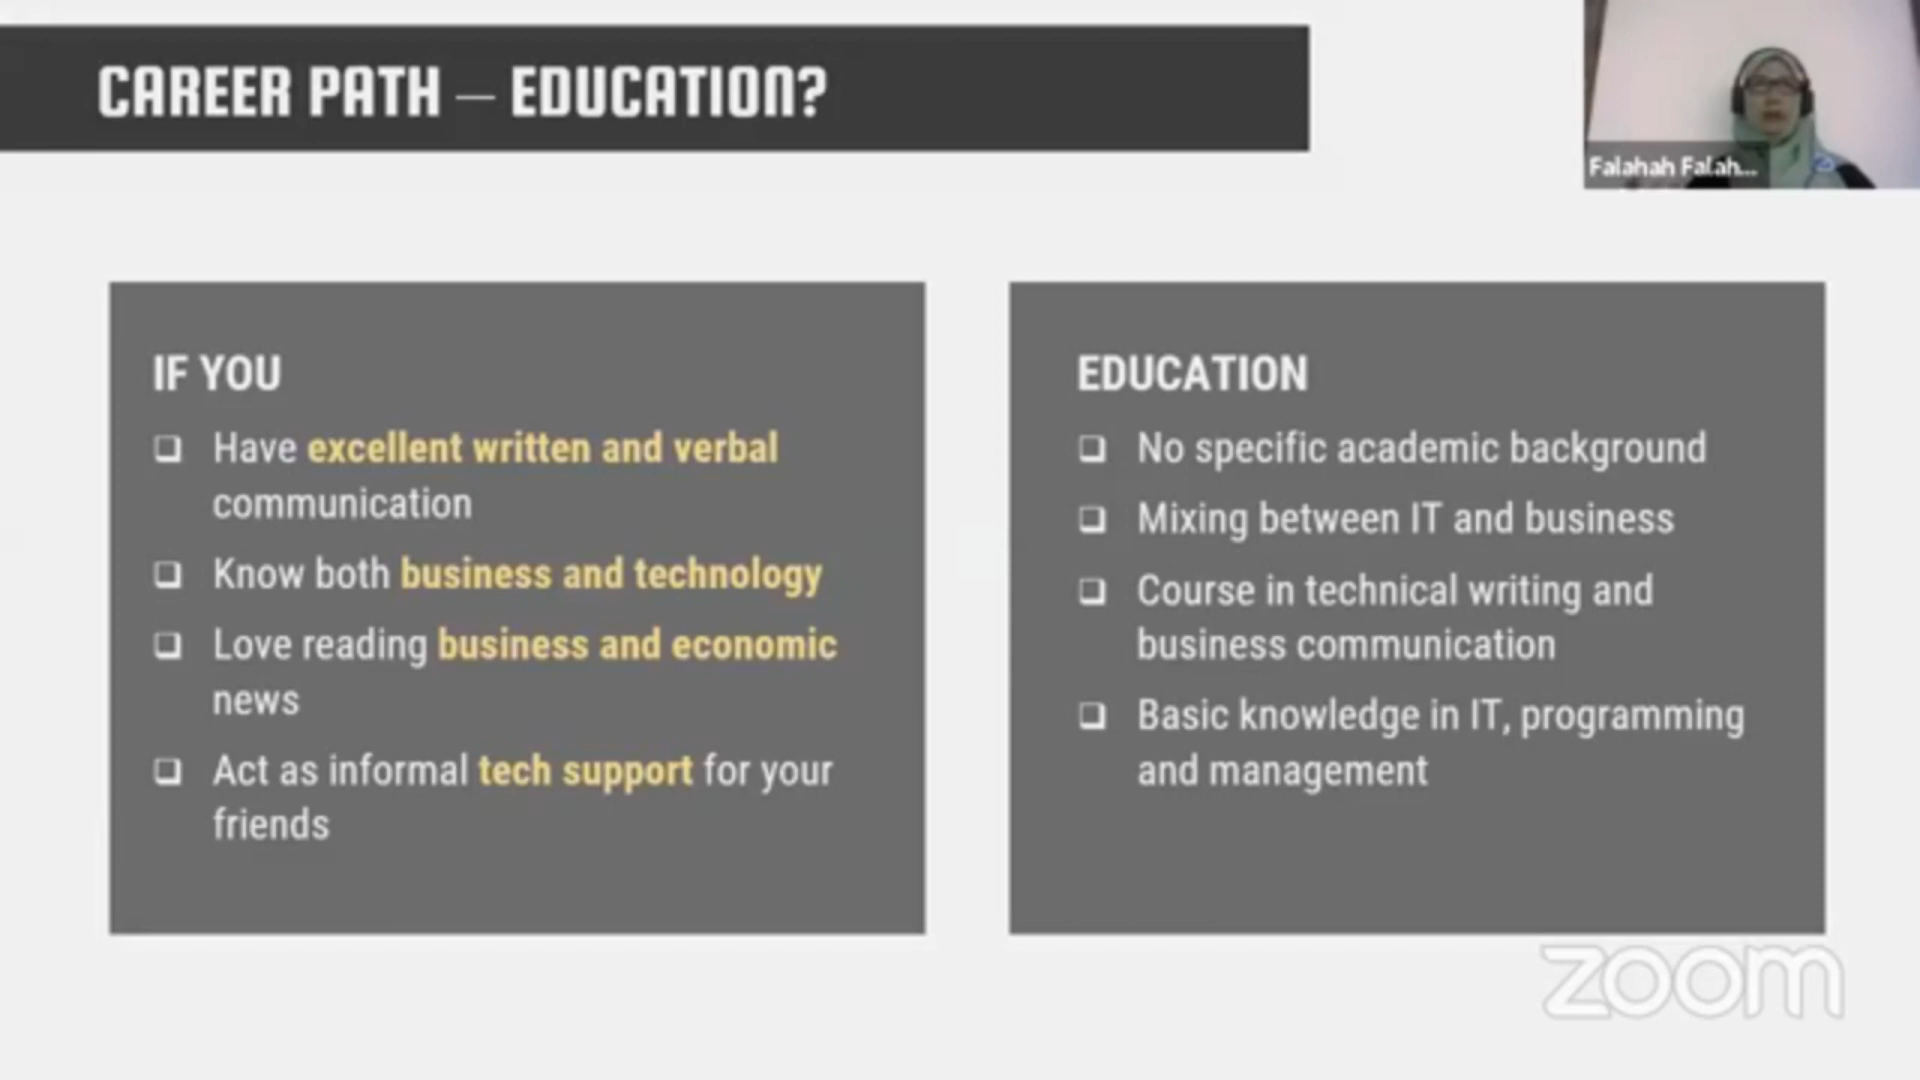 CAREER PATH – EDUCATION?
Falahah Falah...
IF YOU
❑ Have excellent written and verbal
communication
❑ Know both business and technology
❑ Love reading business and economic
news
❑ Act as informal tech support for your
friends
EDUCATION
❑ No specific academic background
❑ Mixing between IT and business
❑ Course in technical writing and
business communication
❑ Basic knowledge in IT, programming
and management
zoom